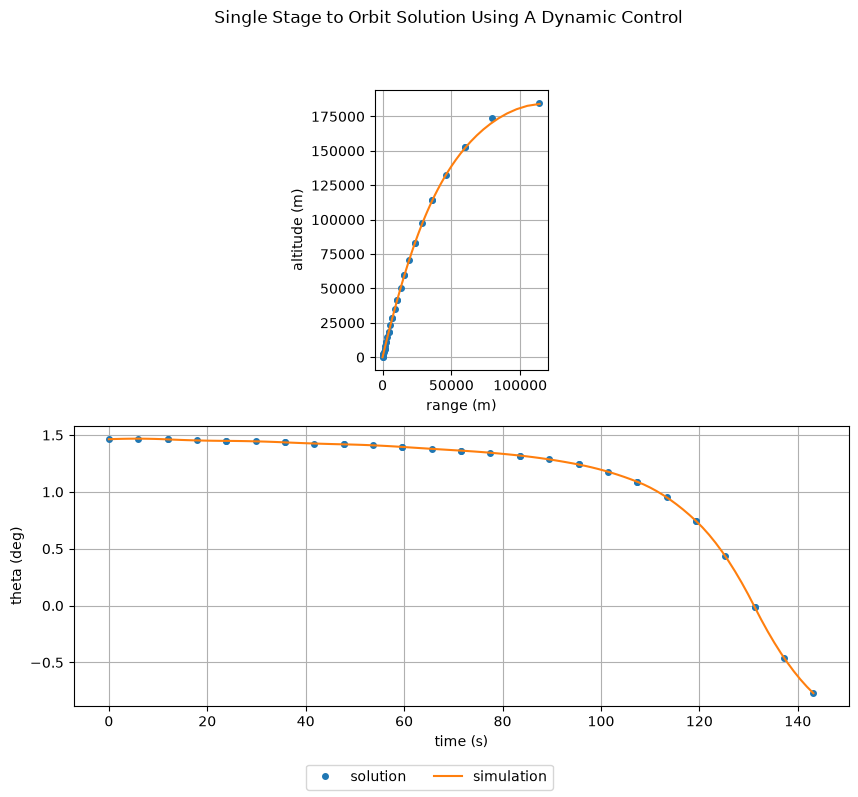 Single Stage to Orbit Solution Using A Dynamic Control
altitude (m)
175000
150000
125000
100000
75000
50000
25000
0
0 50000 100000
range (m)
theta (deg)
1.5
1.0
0.5
0.0
−0.5
0 20 40 60 80 100 120 140
time (s)
solution simulation